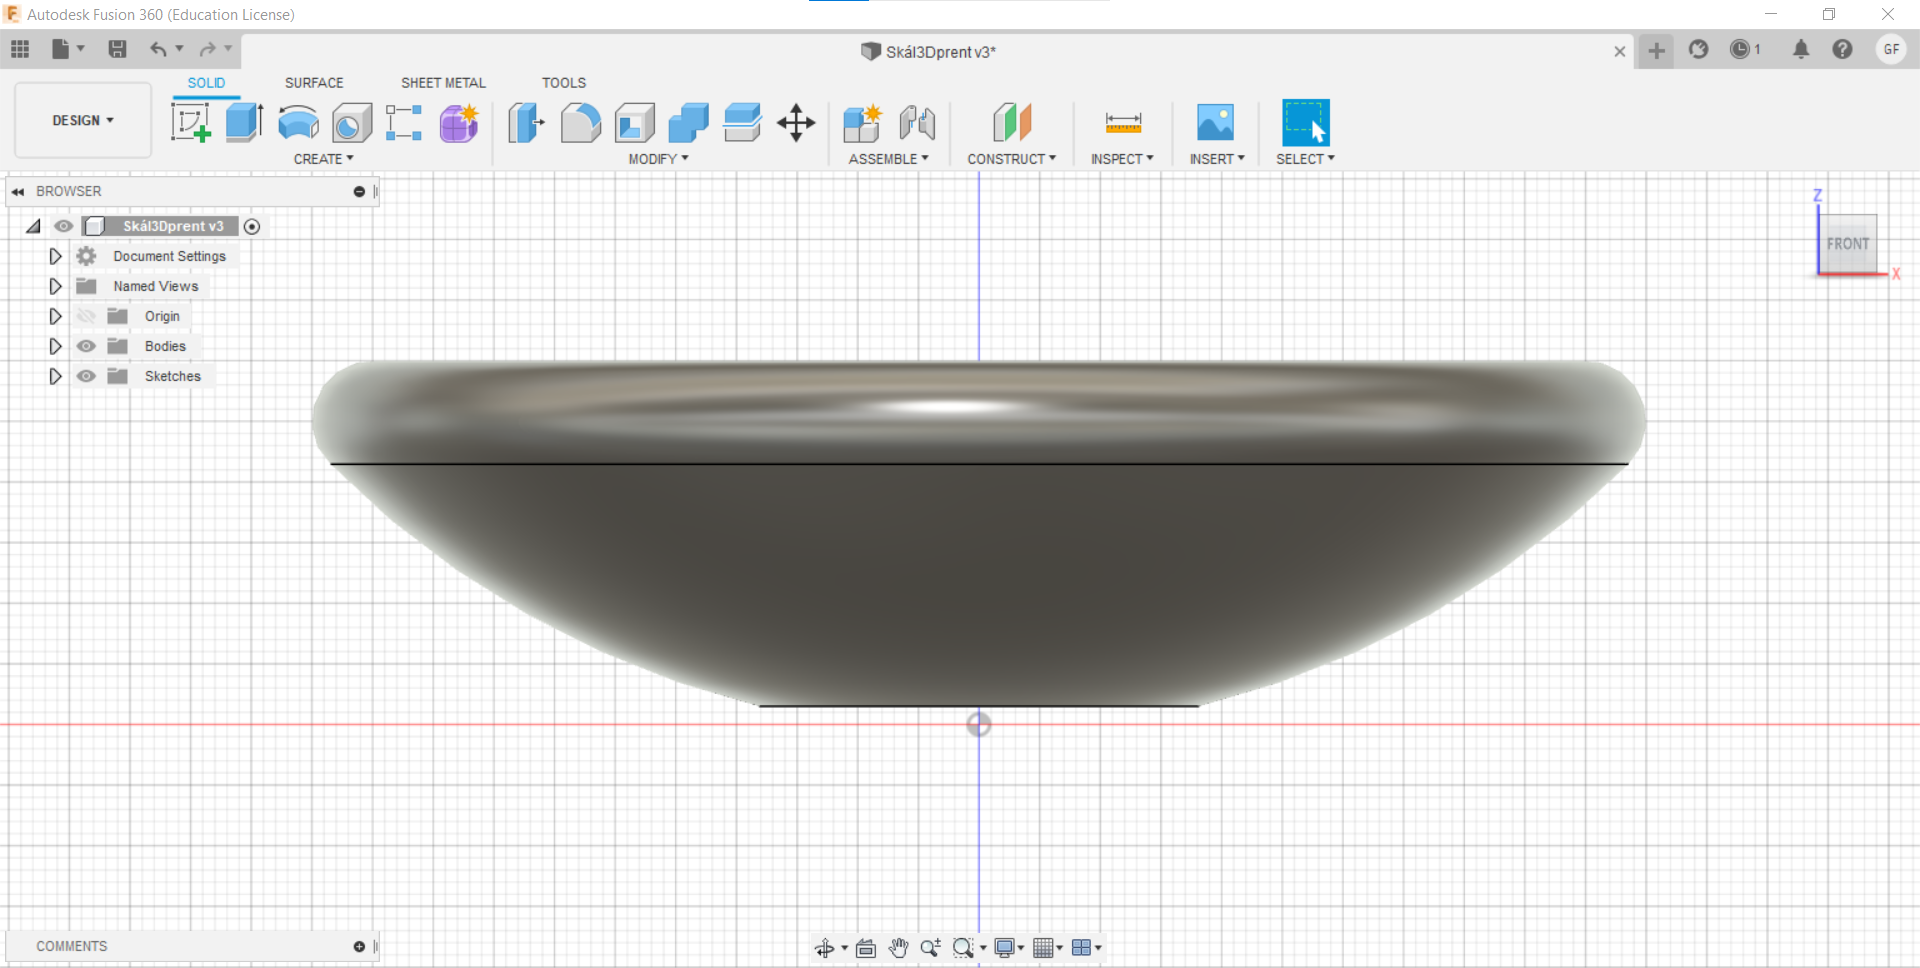 Autodesk Fusion 360 (Education License)
Skál3Dprent v3*
1
GF
SOLID
SURFACE
SHEET METAL
TOOLS
DESIGN
CREATE
MODIFY
ASSEMBLE
CONSTRUCT
INSPECT
INSERT
SELECT
BROWSER
Skál3Dprent v3
Document Settings
Named Views
Origin
Bodies
Sketches
Z
FRONT
X
COMMENTS